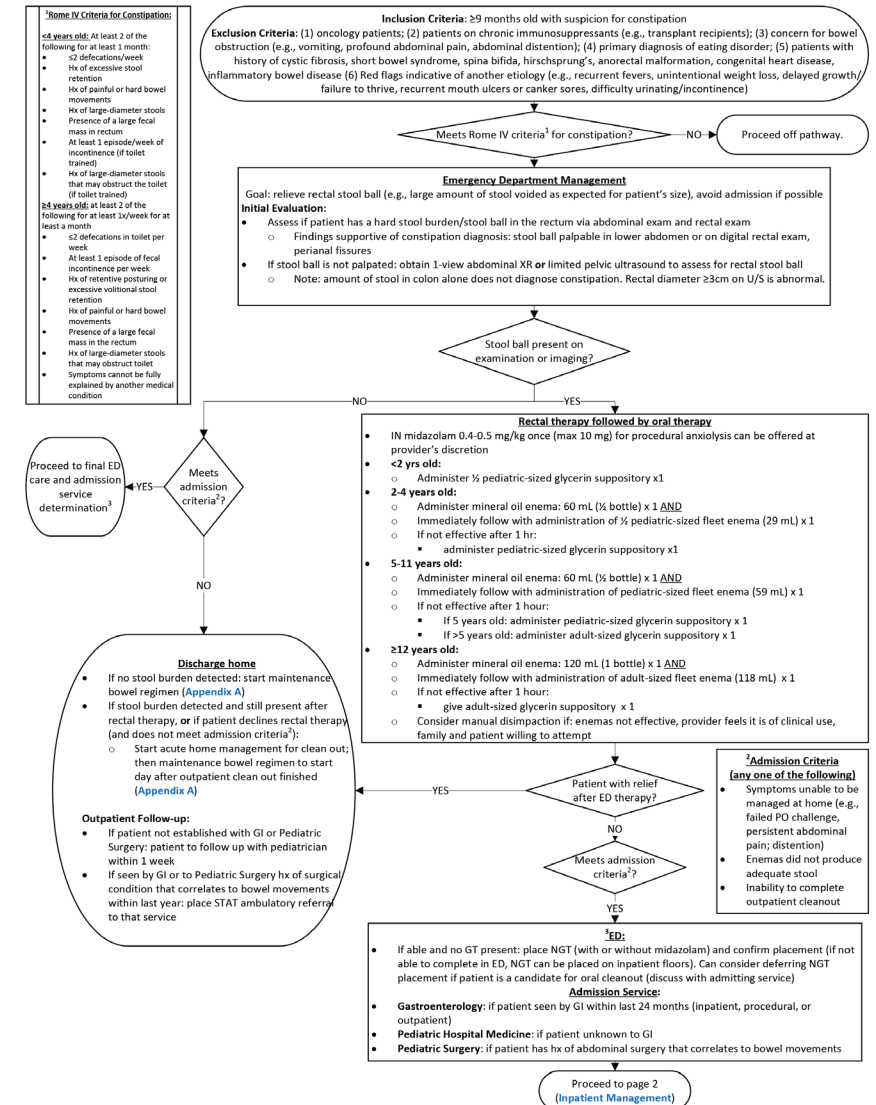 ¹Rome IV Criteria for Constipation:
<4 years old: At least 2 of the
following for at least 1 month:
• ≤2 defecations/week
• Hx of excessive stool
retention
• Hx of painful or hard bowel
movements
• Hx of large-diameter stools
• Presence of a large fecal
mass in rectum
• At least 1 episode/week of
incontinence (if toilet
trained)
• Hx of large-diameter stools
that may obstruct the toilet
(if toilet trained)
≥4 years old: at least 2 of the
following for at least 1x/week for at
least a month
• ≤2 defecations in toilet per
week
• At least 1 episode of fecal
incontinence per week
• Hx of retentive posturing or
excessive volitional stool
retention
• Hx of painful or hard bowel
movements
• Presence of a large fecal
mass in the rectum
• Hx of large-diameter stools
that may obstruct toilet
• Symptoms cannot be fully
explained by another medical
condition
Inclusion Criteria: ≥9 months old with suspicion for constipation
Exclusion Criteria: (1) oncology patients; (2) patients on chronic immunosuppressants (e.g., transplant recipients); (3) concern for bowel
obstruction (e.g., vomiting, profound abdominal pain, abdominal distention); (4) primary diagnosis of eating disorder; (5) patients with
history of cystic fibrosis, short bowel syndrome, spina bifida, hirschsprung's, anorectal malformation, congenital heart disease,
inflammatory bowel disease (6) Red flags indicative of another etiology (e.g., recurrent fevers, unintentional weight loss, delayed growth/
failure to thrive, recurrent mouth ulcers or canker sores, difficulty urinating/incontinence)
Meets Rome IV criteria¹ for constipation?
NO
Proceed off pathway.
Emergency Department Management
Goal: relieve rectal stool ball (e.g., large amount of stool voided as expected for patient's size), avoid admission if possible
Initial Evaluation:
• Assess if patient has a hard stool burden/stool ball in the rectum via abdominal exam and rectal exam
○ Findings supportive of constipation diagnosis: stool ball palpable in lower abdomen or on digital rectal exam,
perianal fissures
• If stool ball is not palpated: obtain 1-view abdominal XR or limited pelvic ultrasound to assess for rectal stool ball
○ Note: amount of stool in colon alone does not diagnose constipation. Rectal diameter ≥3cm on U/S is abnormal.
Stool ball present on
examination or imaging?
NO
YES
Rectal therapy followed by oral therapy
• IN midazolam 0.4-0.5 mg/kg once (max 10 mg) for procedural anxiolysis can be offered at
provider's discretion
• <2 yrs old:
○ Administer ½ pediatric-sized glycerin suppository x1
• 2-4 years old:
○ Administer mineral oil enema: 60 mL (½ bottle) x 1 AND
○ Immediately follow with administration of ½ pediatric-sized fleet enema (29 mL) x 1
○ If not effective after 1 hr:
▪ administer pediatric-sized glycerin suppository x1
• 5-11 years old:
○ Administer mineral oil enema: 60 mL (½ bottle) x 1 AND
○ Immediately follow with administration of pediatric-sized fleet enema (59 mL) x 1
○ If not effective after 1 hour:
▪ If 5 years old: administer pediatric-sized glycerin suppository x 1
▪ If >5 years old: administer adult-sized glycerin suppository x 1
• ≥12 years old:
○ Administer mineral oil enema: 120 mL (1 bottle) x 1 AND
○ Immediately follow with administration of adult-sized fleet enema (118 mL) x 1
○ If not effective after 1 hour:
▪ give adult-sized glycerin suppository x 1
○ Consider manual disimpaction if: enemas not effective, provider feels it is of clinical use,
family and patient willing to attempt
Meets
admission
criteria²?
YES
Proceed to final ED
care and admission
service
determination³
NO
Discharge home
• If no stool burden detected: start maintenance
bowel regimen (Appendix A)
• If stool burden detected and still present after
rectal therapy, or if patient declines rectal therapy
(and does not meet admission criteria²):
○ Start acute home management for clean out;
then maintenance bowel regimen to start
day after outpatient clean out finished
(Appendix A)
Outpatient Follow-up:
• If patient not established with GI or Pediatric
Surgery: patient to follow up with pediatrician
within 1 week
• If seen by GI or to Pediatric Surgery hx of surgical
condition that correlates to bowel movements
within last year: place STAT ambulatory referral
to that service
Patient with relief
after ED therapy?
YES
NO
Meets admission
criteria²?
YES
²Admission Criteria
(any one of the following)
• Symptoms unable to be
managed at home (e.g.,
failed PO challenge,
persistent abdominal
pain; distention)
• Enemas did not produce
adequate stool
• Inability to complete
outpatient cleanout
³ED:
• If able and no GT present: place NGT (with or without midazolam) and confirm placement (if not
able to complete in ED, NGT can be placed on inpatient floors). Can consider deferring NGT
placement if patient is a candidate for oral cleanout (discuss with admitting service)
Admission Service:
• Gastroenterology: if patient seen by GI within last 24 months (inpatient, procedural, or
outpatient)
• Pediatric Hospital Medicine: if patient unknown to GI
• Pediatric Surgery: if patient has hx of abdominal surgery that correlates to bowel movements
Proceed to page 2
(Inpatient Management)